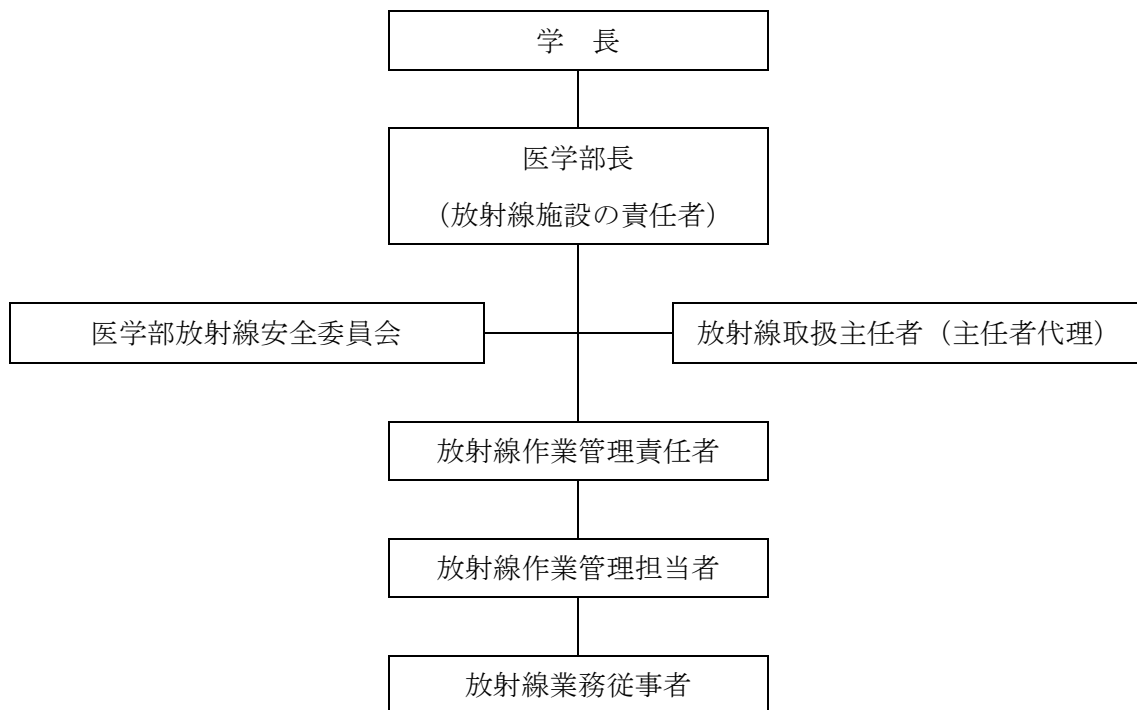 学　長
医学部長
（放射線施設の責任者）
医学部放射線安全委員会
放射線取扱主任者（主任者代理）
放射線作業管理責任者
放射線作業管理担当者
放射線業務従事者